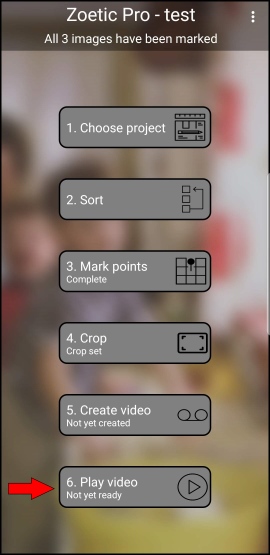 Zoetic Pro - test
All 3 images have been marked
1. Choose project
2. Sort
3. Mark points
Complete
4. Crop
Crop set
5. Create video
Not yet created
6. Play video
Not yet ready